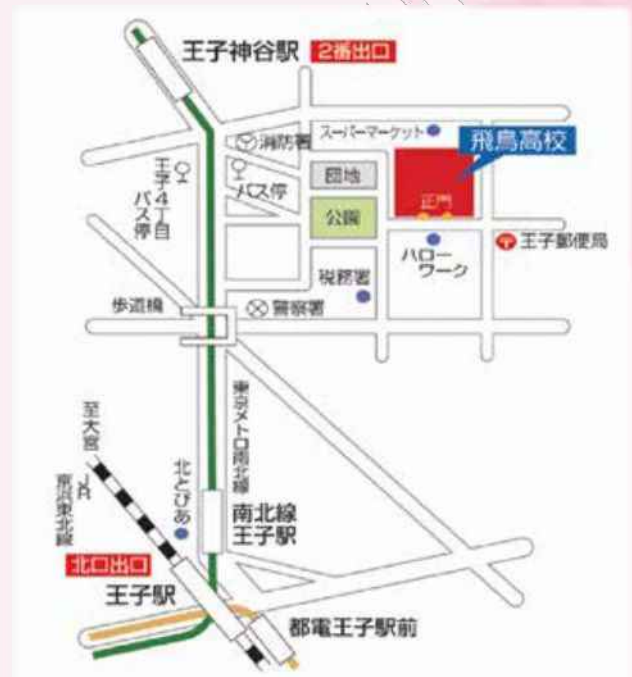 王子神谷駅 2番出口
消防署
スーパーマーケット
飛鳥高校
王子4丁目
バス停
バス停
団地
公園
正門
王子郵便局
ハロー
ワーク
税務署
歩道橋
警察署
至大宮
JR
京浜東北線
北とぴあ
東京メトロ南北線
南北線
王子駅
北口出口
王子駅
都電王子駅前